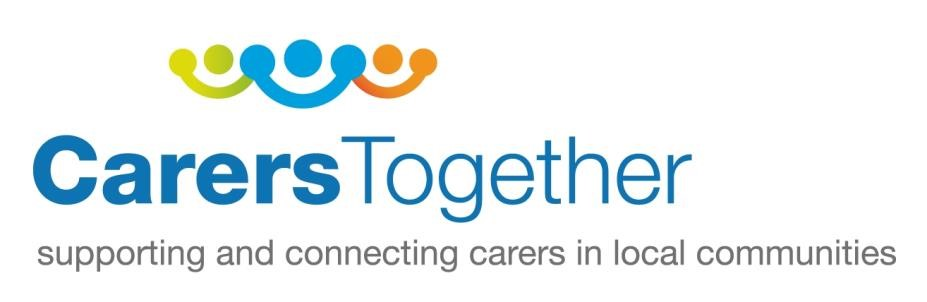 CarersTogether
supporting and connecting carers in local communities